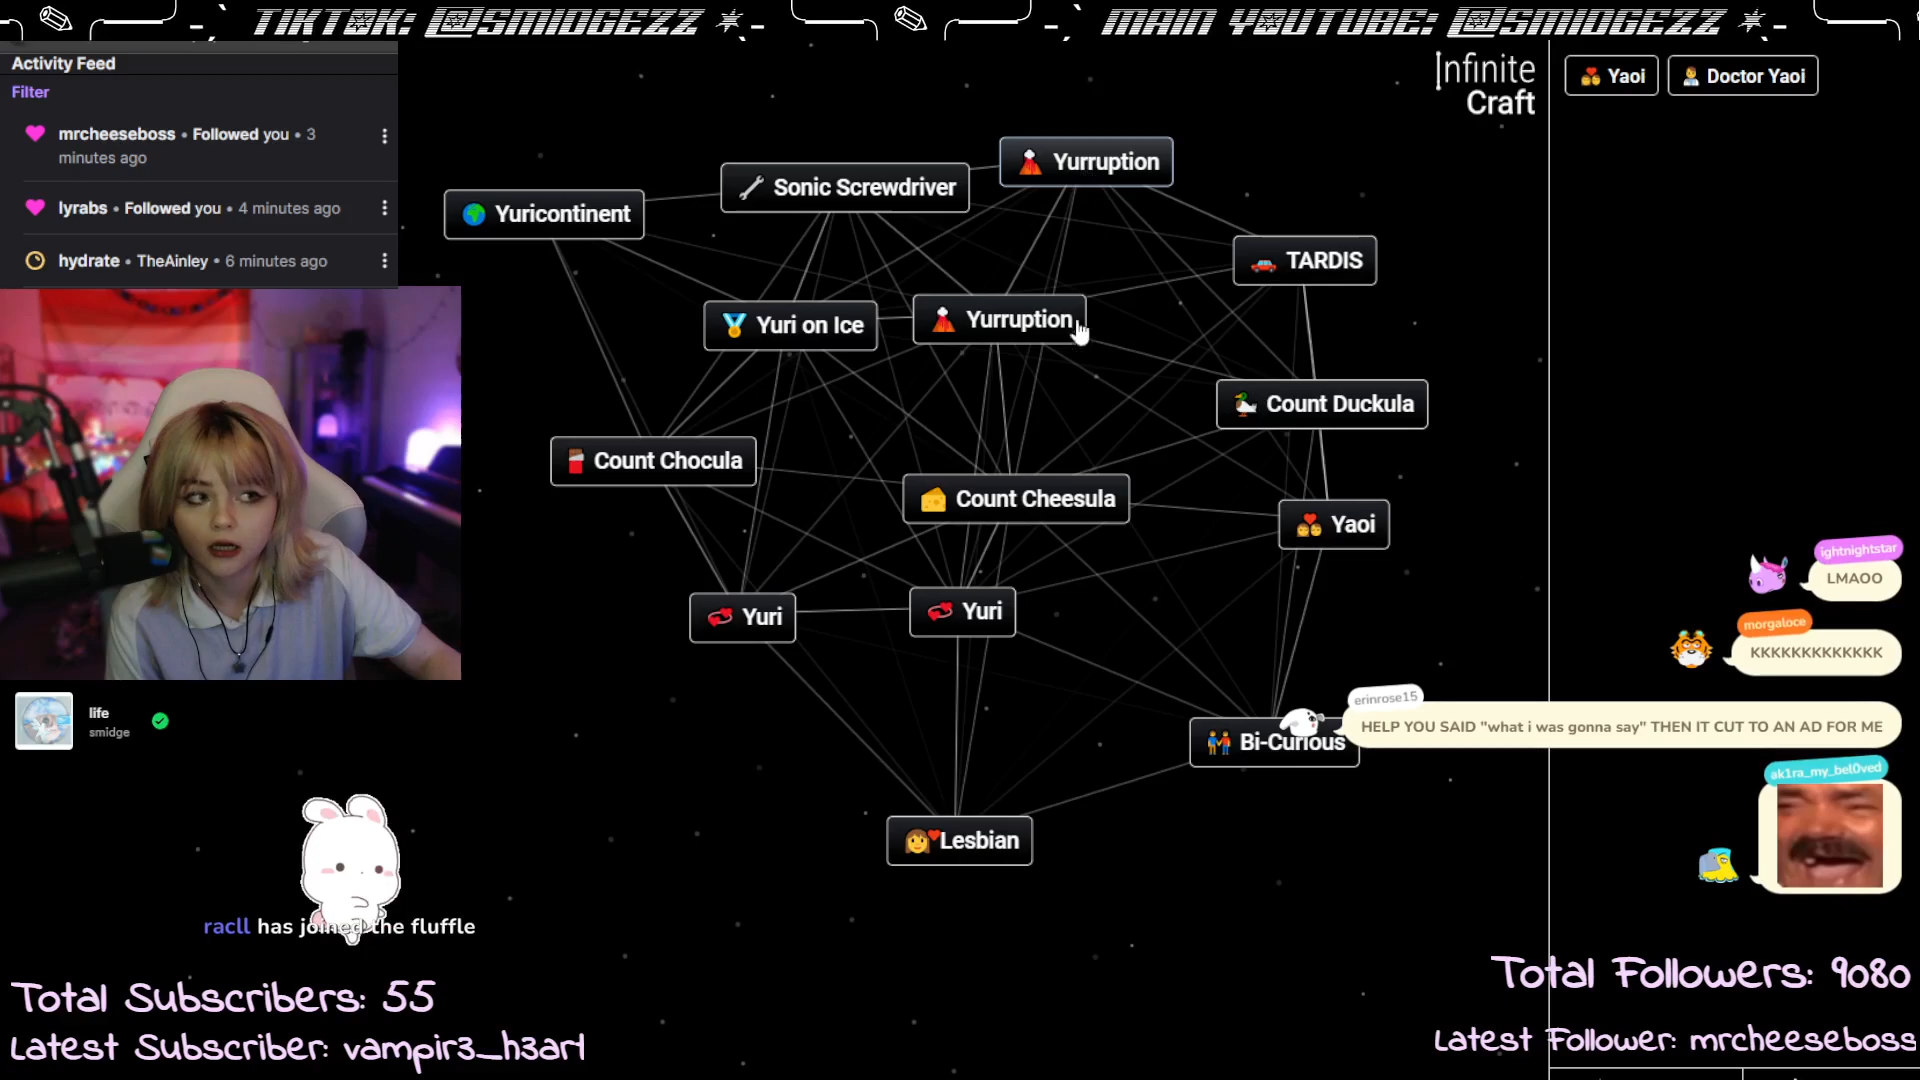 TIKTOK: @SMIDGEZZ
MAIN YOUTUBE: @SMIDGEZZ
Activity Feed
Filter
mrcheeseboss • Followed you • 3
minutes ago
lyrabs • Followed you • 4 minutes ago
hydrate • TheAinley • 6 minutes ago
Infinite
Craft
Yaoi
Doctor Yaoi
Yurruption
Sonic Screwdriver
Yuricontinent
TARDIS
Yuri on Ice
Yurruption
Count Duckula
Count Chocula
Count Cheesula
Yaoi
Yuri
Yuri
Bi-Curious
Lesbian
ightnightstar
LMAOO
morgaloce
KKKKKKKKKKKKK
erinrose15
HELP YOU SAID "what i was gonna say" THEN IT CUT TO AN AD FOR ME
ak1ra_my_bel0ved
life
smidge
racll has joined the fluffle
Total Subscribers: 55
Latest Subscriber: vampir3_h3art
Total Followers: 9080
Latest Follower: mrcheeseboss